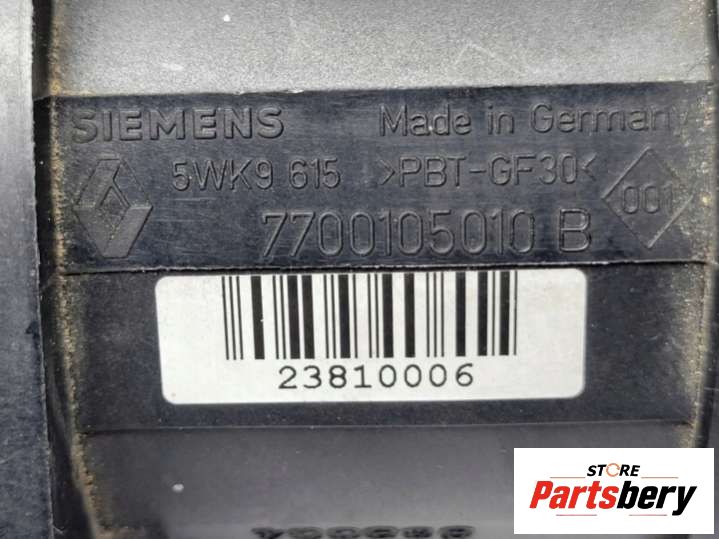 SIEMENS Made in Germany
5WK9 615 >PBT-GF30< 001
7700105010 B
23810006
STORE
Partsbery